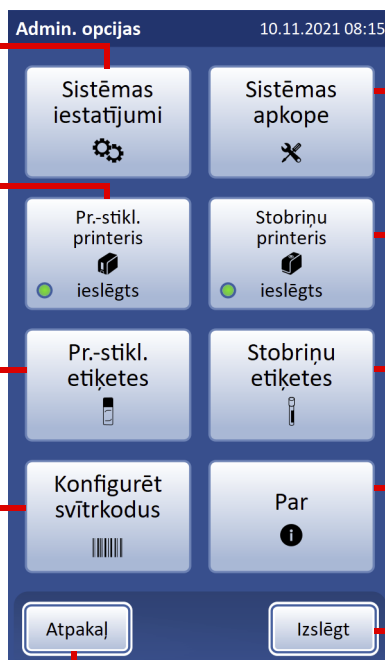 Admin. opcijas 10.11.2021 08:15
Sistēmas
iestatījumi
Sistēmas
apkope
Pr.-stikl.
printeris
ieslēgts
Stobriņu
printeris
ieslēgts
Pr.-stikl.
etiķetes
Stobriņu
etiķetes
Konfigurēt
svītrkodus
Par
Atpakaļ
Izslēgt